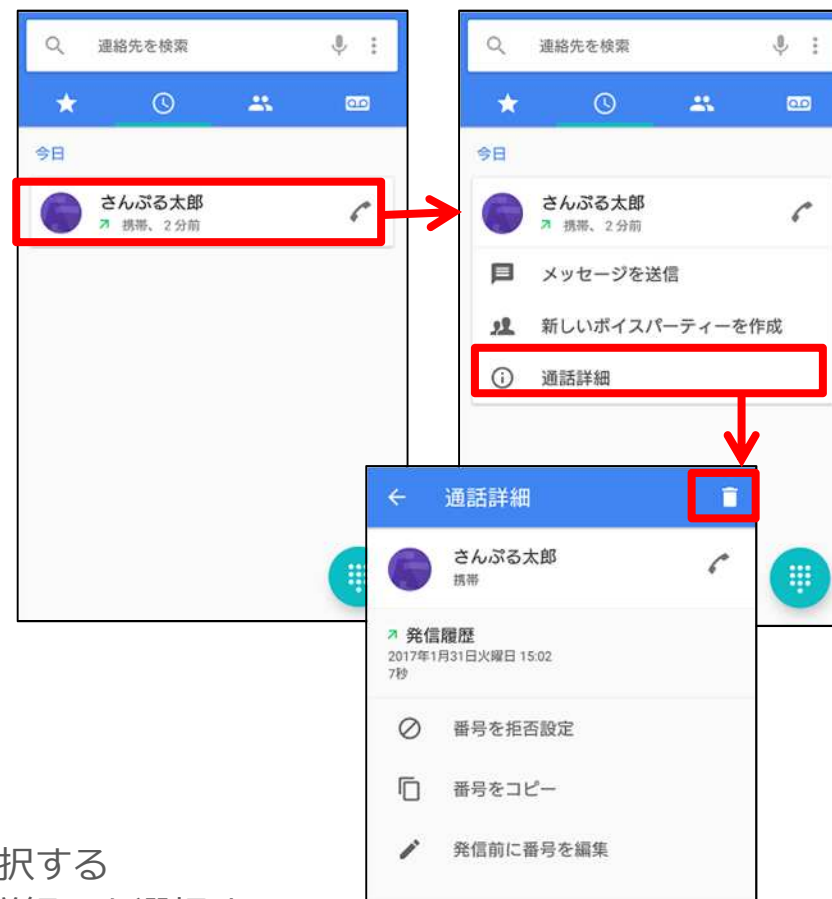 連絡先を検索
今日
さんぷる太郎
携帯、2分前
連絡先を検索
今日
さんぷる太郎
携帯、2分前
メッセージを送信
新しいボイスパーティーを作成
通話詳細
通話詳細
さんぷる太郎
携帯
発信履歴
2017年1月31日火曜日 15:02
7秒
番号を拒否設定
番号をコピー
発信前に番号を編集
択する